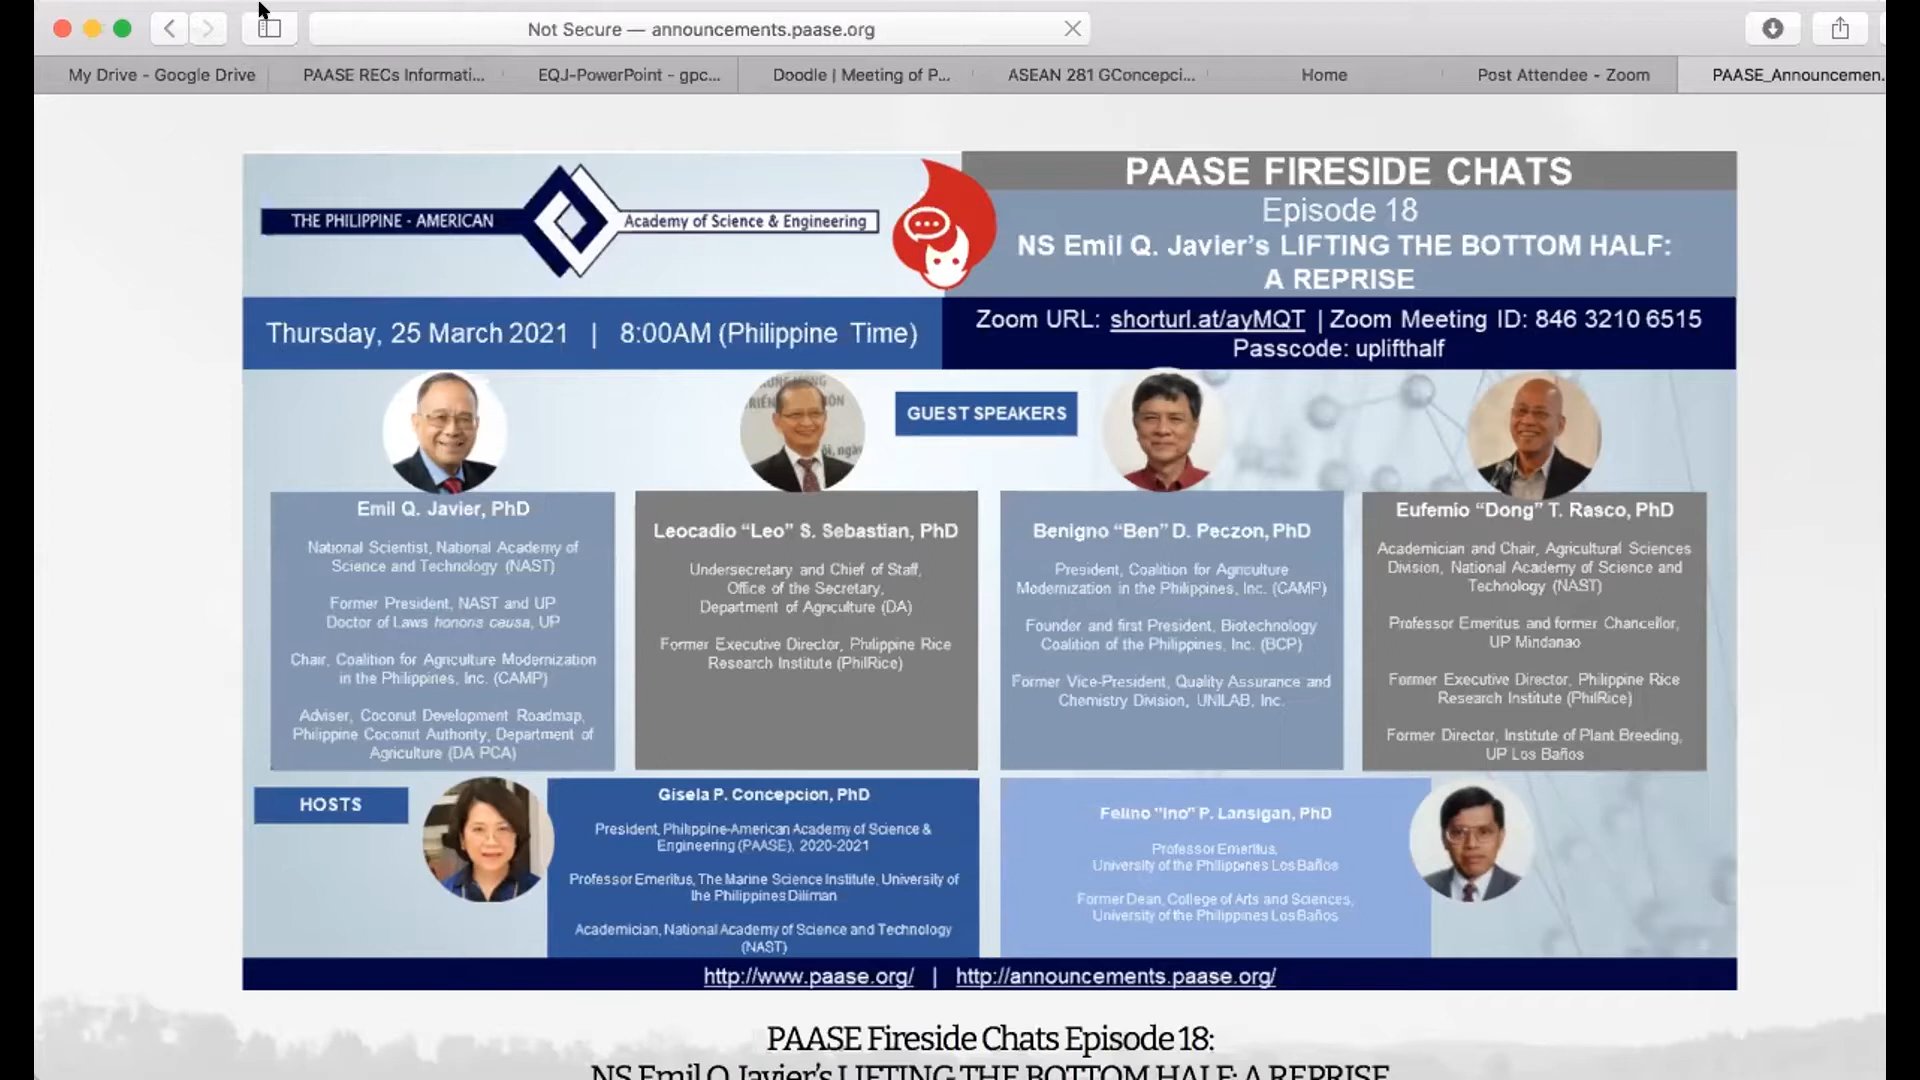 Not Secure — announcements.paase.org
My Drive - Google Drive
PAASE RECs Informati...
EQJ-PowerPoint - gpc...
Doodle | Meeting of P...
ASEAN 281 GConcepci...
Home
Post Attendee - Zoom
PAASE_Announcemen.
THE PHILIPPINE - AMERICAN Academy of Science & Engineering
PAASE FIRESIDE CHATS
Episode 18
NS Emil Q. Javier's LIFTING THE BOTTOM HALF:
A REPRISE
Thursday, 25 March 2021 | 8:00AM (Philippine Time)
Zoom URL: shorturl.at/ayMQT | Zoom Meeting ID: 846 3210 6515
Passcode: uplifthalf
GUEST SPEAKERS
Emil Q. Javier, PhD
National Scientist, National Academy of
Science and Technology (NAST)
Former President, NAST and UP
Doctor of Laws honoris causa, UP
Chair, Coalition for Agriculture Modernization
in the Philippines, Inc. (CAMP)
Adviser, Coconut Development Roadmap,
Philippine Coconut Authority, Department of
Agriculture (DA PCA)
Leocadio “Leo” S. Sebastian, PhD
Undersecretary and Chief of Staff,
Office of the Secretary,
Department of Agriculture (DA)
Former Executive Director, Philippine Rice
Research Institute (PhilRice)
Benigno “Ben” D. Peczon, PhD
President, Coalition for Agriculture
Modernization in the Philippines, Inc. (CAMP)
Founder and first President, Biotechnology
Coalition of the Philippines, Inc. (BCP)
Former Vice-President, Quality Assurance and
Chemistry Division, UNILAB, Inc.
Eufemio “Dong” T. Rasco, PhD
Academician and Chair, Agricultural Sciences
Division, National Academy of Science and
Technology (NAST)
Professor Emeritus and former Chancellor,
UP Mindanao
Former Executive Director, Philippine Rice
Research Institute (PhilRice)
Former Director, Institute of Plant Breeding,
UP Los Baños
HOSTS
Gisela P. Concepcion, PhD
President, Philippine-American Academy of Science &
Engineering (PAASE), 2020-2021
Professor Emeritus, The Marine Science Institute, University of
the Philippines Diliman
Academician, National Academy of Science and Technology
(NAST)
Felino “Ino” P. Lansigan, PhD
Professor Emeritus,
University of the Philippines Los Baños
Former Dean, College of Arts and Sciences,
University of the Philippines Los Baños
http://www.paase.org/ | http://announcements.paase.org/
PAASE Fireside Chats Episode 18:
NS Emil Q. Javier's LIFTING THE BOTTOM HALF: A REPRISE